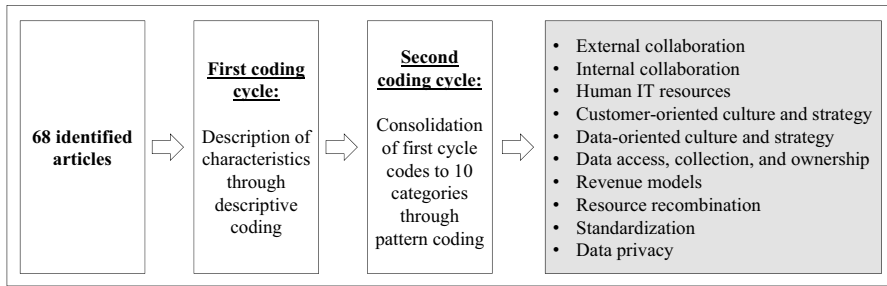 68 identified
articles
First coding
cycle:
Description of
characteristics
through
descriptive
coding
Second
coding cycle:
Consolidation
of first cycle
codes to 10
categories
through
pattern coding
• External collaboration
• Internal collaboration
• Human IT resources
• Customer-oriented culture and strategy
• Data-oriented culture and strategy
• Data access, collection, and ownership
• Revenue models
• Resource recombination
• Standardization
• Data privacy